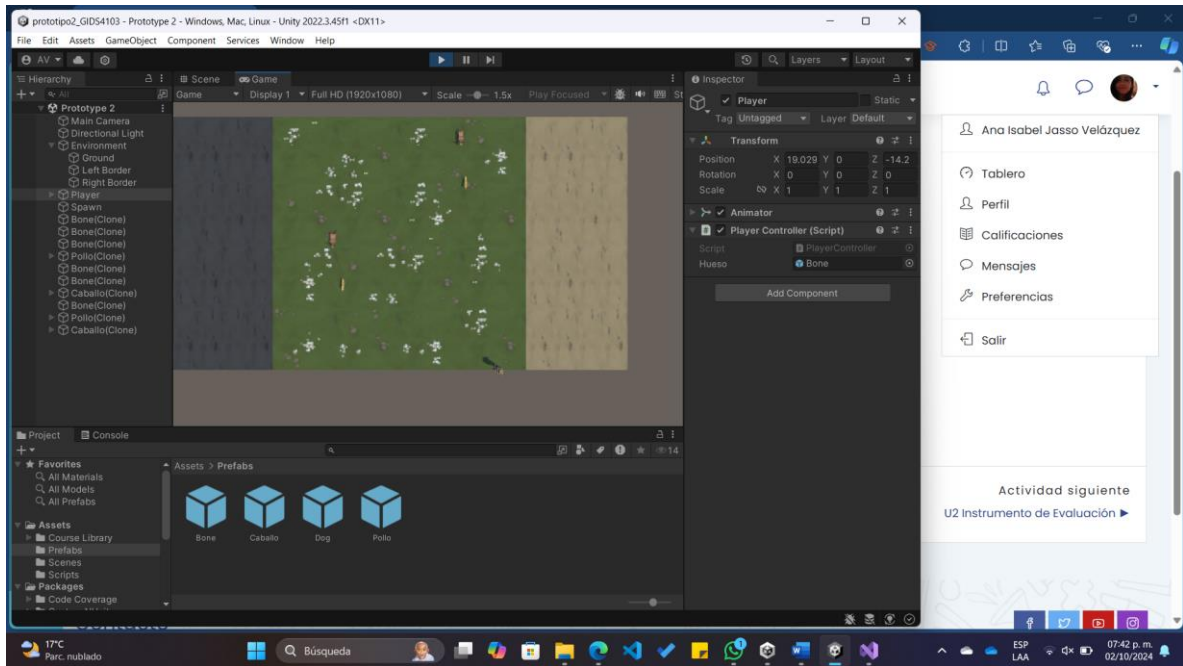 prototipo2_GIDS4103 - Prototype 2 - Windows, Mac, Linux - Unity 2022.3.45f1 <DX11>
File Edit Assets GameObject Component Services Window Help
AV
Layers Layout
Hierarchy
All
Prototype 2
Main Camera
Directional Light
Environment
Ground
Left Border
Right Border
Player
Spawn
Bone(Clone)
Bone(Clone)
Bone(Clone)
Pollo(Clone)
Bone(Clone)
Bone(Clone)
Caballo(Clone)
Bone(Clone)
Pollo(Clone)
Caballo(Clone)
Scene Game
Game Display 1 Full HD (1920x1080) Scale 1.5x Play Focused St
Inspector
Player Static
Tag Untagged Layer Default
Transform
Position X 19.029 Y 0 Z -14.2
Rotation X 0 Y 0 Z 0
Scale X 1 Y 1 Z 1
Animator
Player Controller (Script)
Script PlayerController
Hueso Bone
Add Component
Project Console
14
Favorites
All Materials
All Models
All Prefabs
Assets
Course Library
Prefabs
Scenes
Scripts
Packages
Code Coverage
Assets > Prefabs
Bone Caballo Dog Pollo
Ana Isabel Jasso Velázquez
Tablero
Perfil
Calificaciones
Mensajes
Preferencias
Salir
Actividad siguiente
U2 Instrumento de Evaluación ►
17°C
Parc. nublado
Búsqueda
ESP
LAA
07:42 p. m.
02/10/2024